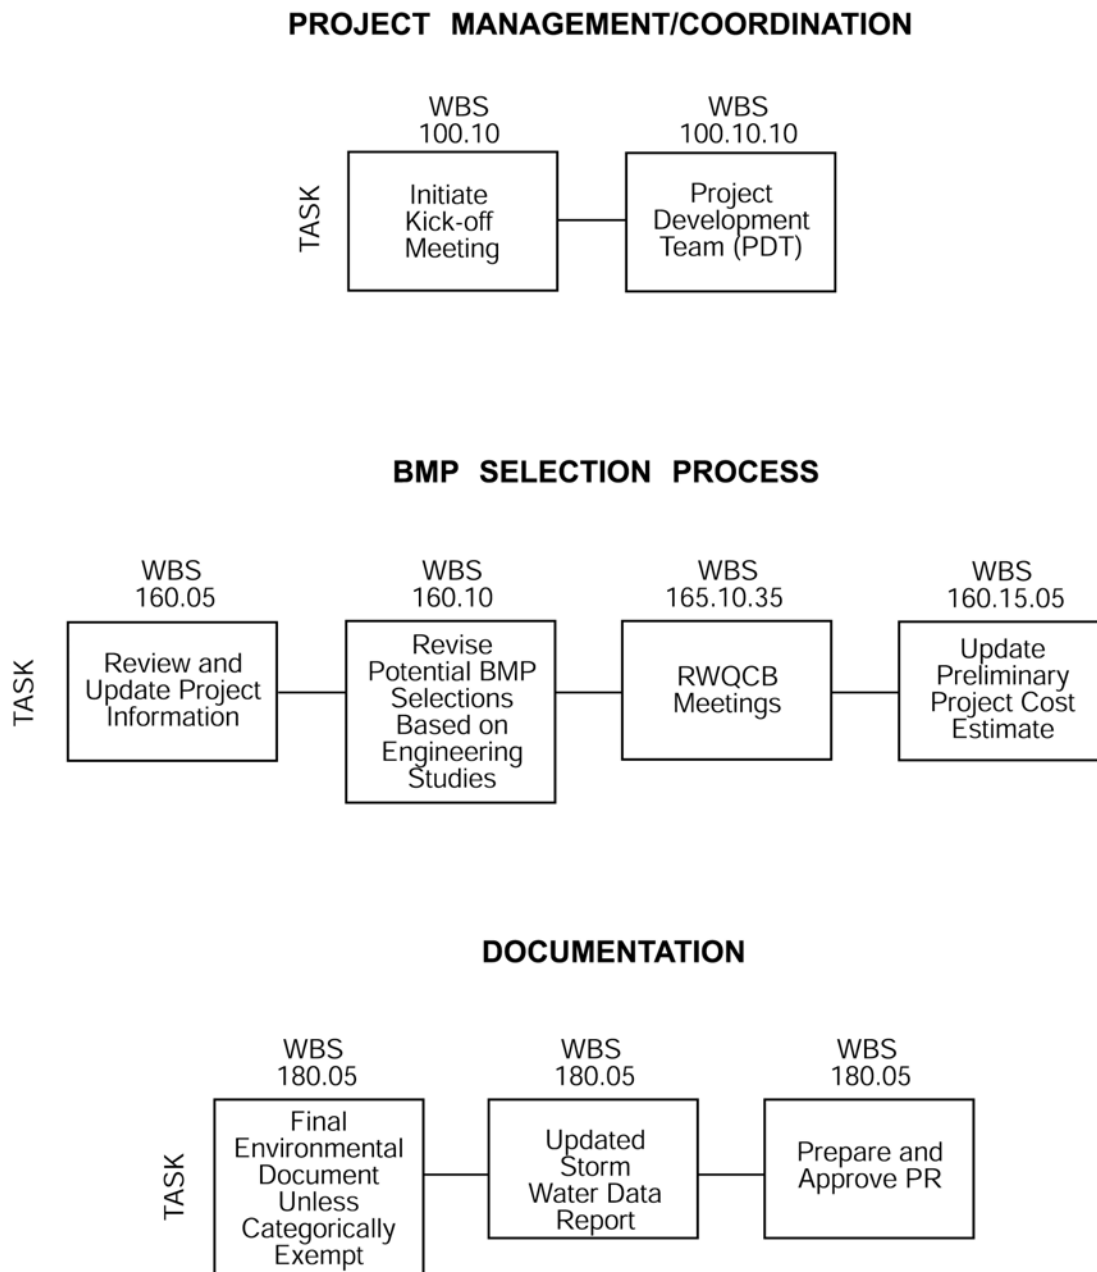 PROJECT MANAGEMENT/COORDINATION
WBS
100.10
WBS
100.10.10
TASK
Initiate
Kick-off
Meeting
Project
Development
Team (PDT)
BMP SELECTION PROCESS
WBS
160.05
WBS
160.10
WBS
165.10.35
WBS
160.15.05
TASK
Review and
Update Project
Information
Revise
Potential BMP
Selections
Based on
Engineering
Studies
RWQCB
Meetings
Update
Preliminary
Project Cost
Estimate
DOCUMENTATION
WBS
180.05
WBS
180.05
WBS
180.05
TASK
Final
Environmental
Document
Unless
Categorically
Exempt
Updated
Storm
Water Data
Report
Prepare and
Approve PR